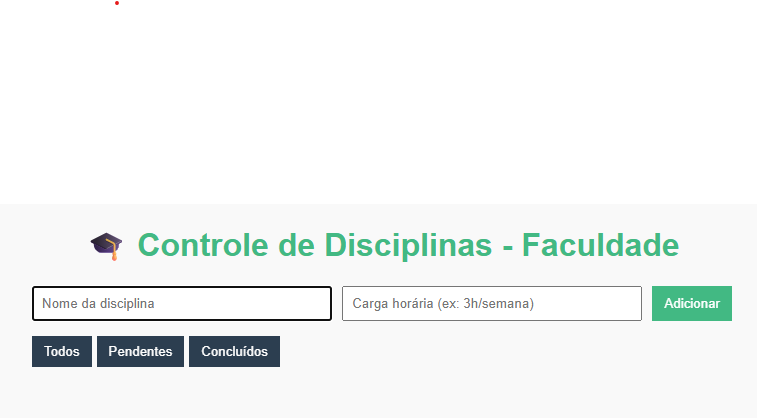 🎓 Controle de Disciplinas - Faculdade
Nome da disciplina
Carga horária (ex: 3h/semana)
Adicionar
Todos
Pendentes
Concluídos